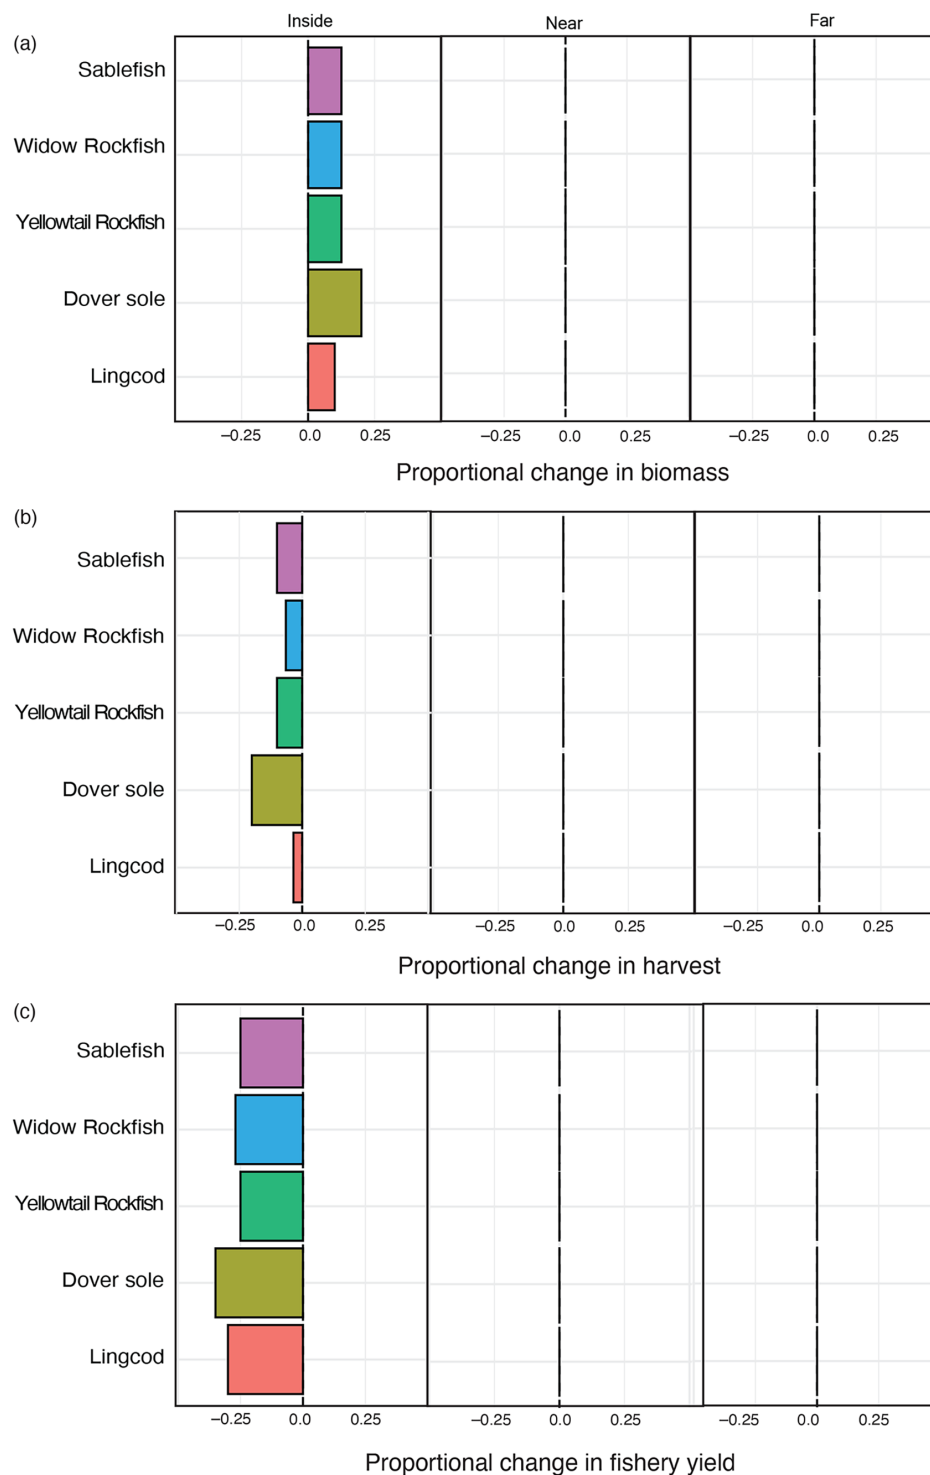 Inside Near Far
(a)
Sablefish
Widow Rockfish
Yellowtail Rockfish
Dover sole
Lingcod
−0.25 0.0 0.25 −0.25 0.0 0.25 −0.25 0.0 0.25
Proportional change in biomass
(b)
Sablefish
Widow Rockfish
Yellowtail Rockfish
Dover sole
Lingcod
−0.25 0.0 0.25 −0.25 0.0 0.25 −0.25 0.0 0.25
Proportional change in harvest
(c)
Sablefish
Widow Rockfish
Yellowtail Rockfish
Dover sole
Lingcod
−0.25 0.0 0.25 −0.25 0.0 0.25 −0.25 0.0 0.25
Proportional change in fishery yield